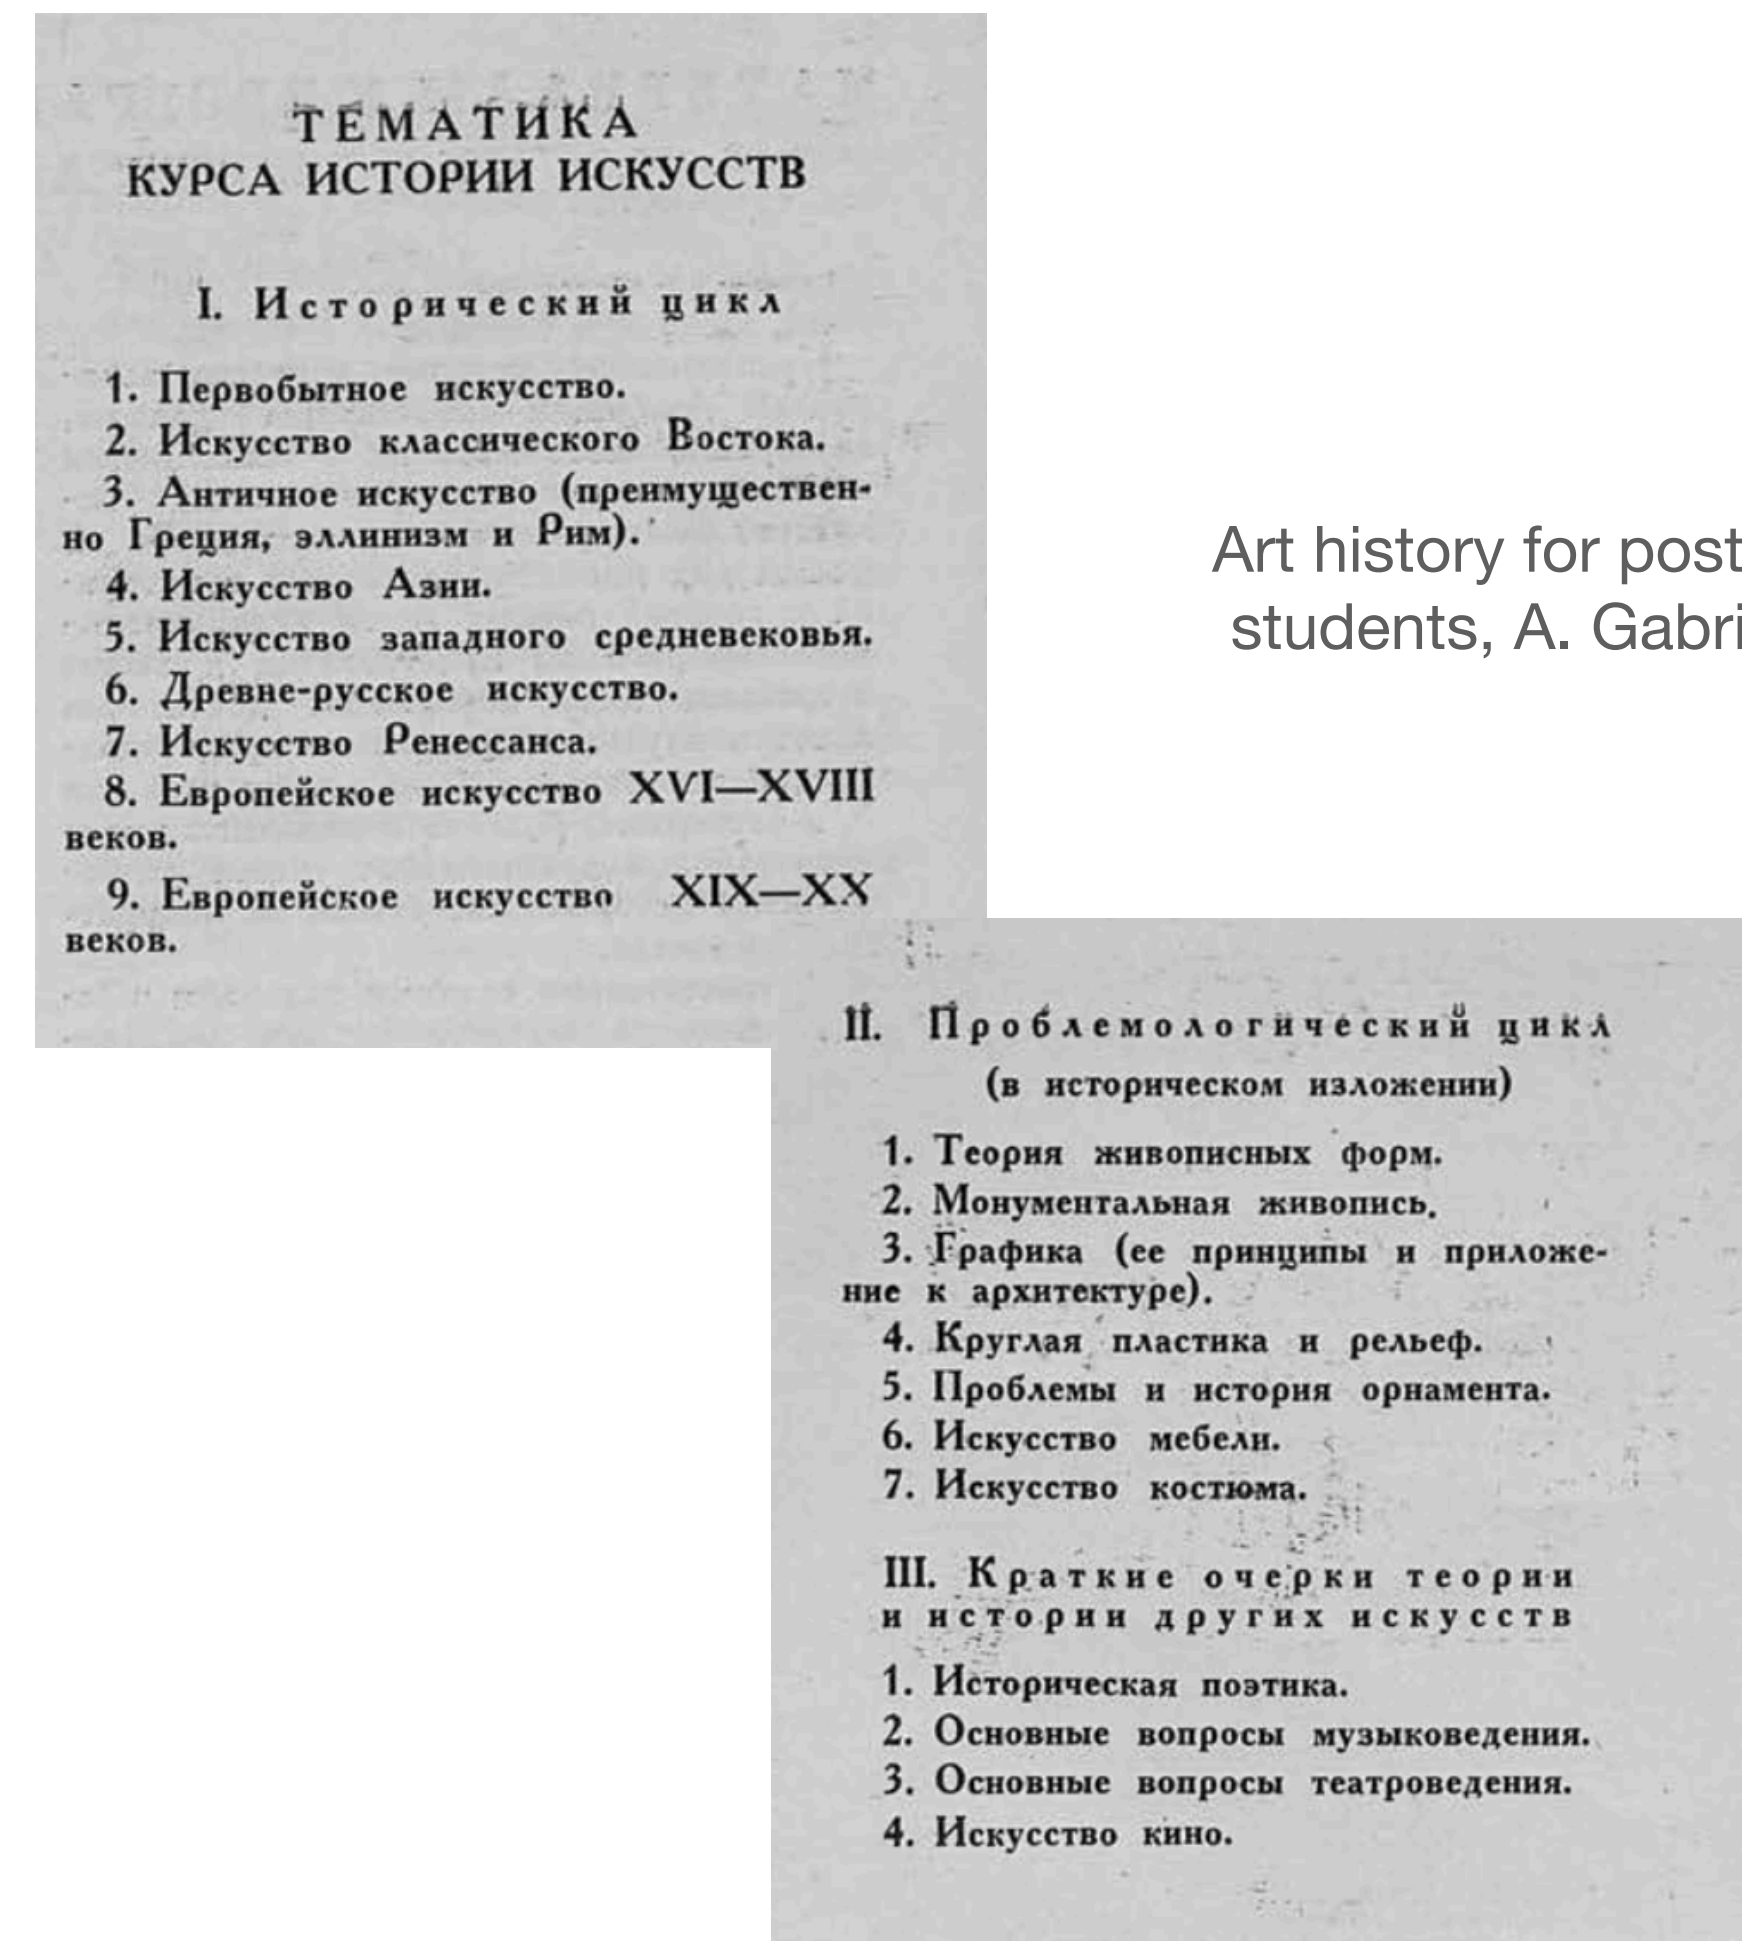 ТЕМАТИКА
КУРСА ИСТОРИИ ИСКУССТВ
I. Исторический цикл
1. Первобытное искусство.
2. Искусство классического Востока.
3. Античное искусство (преимуществен-
но Греция, эллинизм и Рим).
4. Искусство Азии.
5. Искусство западного средневековья.
6. Древне-русское искусство.
7. Искусство Ренессанса.
8. Европейское искусство XVI—XVIII
веков.
9. Европейское искусство XIX—XX
веков.
Art history for post
students, A. Gabri
II. Проблемологический цикл
(в историческом изложении)
1. Теория живописных форм.
2. Монументальная живопись.
3. Графика (ее принципы и приложе-
ние к архитектуре).
4. Круглая пластика и рельеф.
5. Проблемы и история орнамента.
6. Искусство мебели.
7. Искусство костюма.
III. Краткие очерки теории
и истории других искусств
1. Историческая поэтика.
2. Основные вопросы музыковедения.
3. Основные вопросы театроведения.
4. Искусство кино.